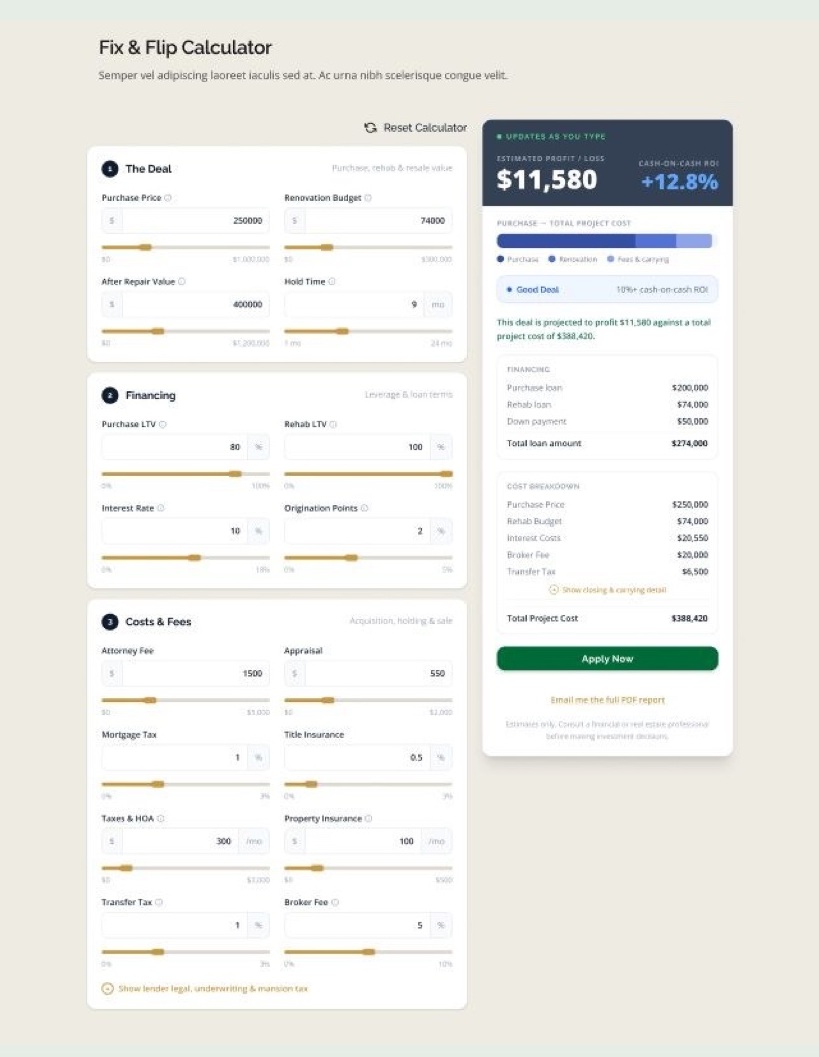 Fix & Flip Calculator
Semper vel adipiscing laoreet iaculis sed at. Ac urna nibh scelerisque congue velit.
Reset Calculator
1 The Deal Purchase, rehab & resale value
Purchase Price Renovation Budget
$ 250000 $ 74000
$0 $1,000,000 $0 $300,000
After Repair Value Hold Time
$ 400000 9 mo
$0 $1,200,000 1 mo 24 mo
2 Financing Leverage & loan terms
Purchase LTV Rehab LTV
80 % 100 %
0% 100% 0% 100%
Interest Rate Origination Points
10 % 2 %
0% 18% 0% 5%
3 Costs & Fees Acquisition, holding & sale
Attorney Fee Appraisal
$ 1500 $ 550
$0 $5,000 $0 $2,000
Mortgage Tax Title Insurance
1 % 0.5 %
0% 3% 0% 3%
Taxes & HOA Property Insurance
$ 300 /mo $ 100 /mo
$0 $2,000 $0 $500
Transfer Tax Broker Fee
1 % 5 %
0% 3% 0% 10%
Show lender legal, underwriting & mansion tax
UPDATES AS YOU TYPE
ESTIMATED PROFIT / LOSS CASH-ON-CASH ROI
$11,580 +12.8%
PURCHASE — TOTAL PROJECT COST
Purchase Renovation Fees & carrying
Good Deal 10%+ cash-on-cash ROI
This deal is projected to profit $11,580 against a total
project cost of $388,420.
FINANCING
Purchase loan $200,000
Rehab loan $74,000
Down payment $50,000
Total loan amount $274,000
COST BREAKDOWN
Purchase Price $250,000
Rehab Budget $74,000
Interest Costs $20,550
Broker Fee $20,000
Transfer Tax $6,500
Show closing & carrying detail
Total Project Cost $388,420
Apply Now
Email me the full PDF report
Estimates only. Consult a financial or real estate professional
before making investment decisions.